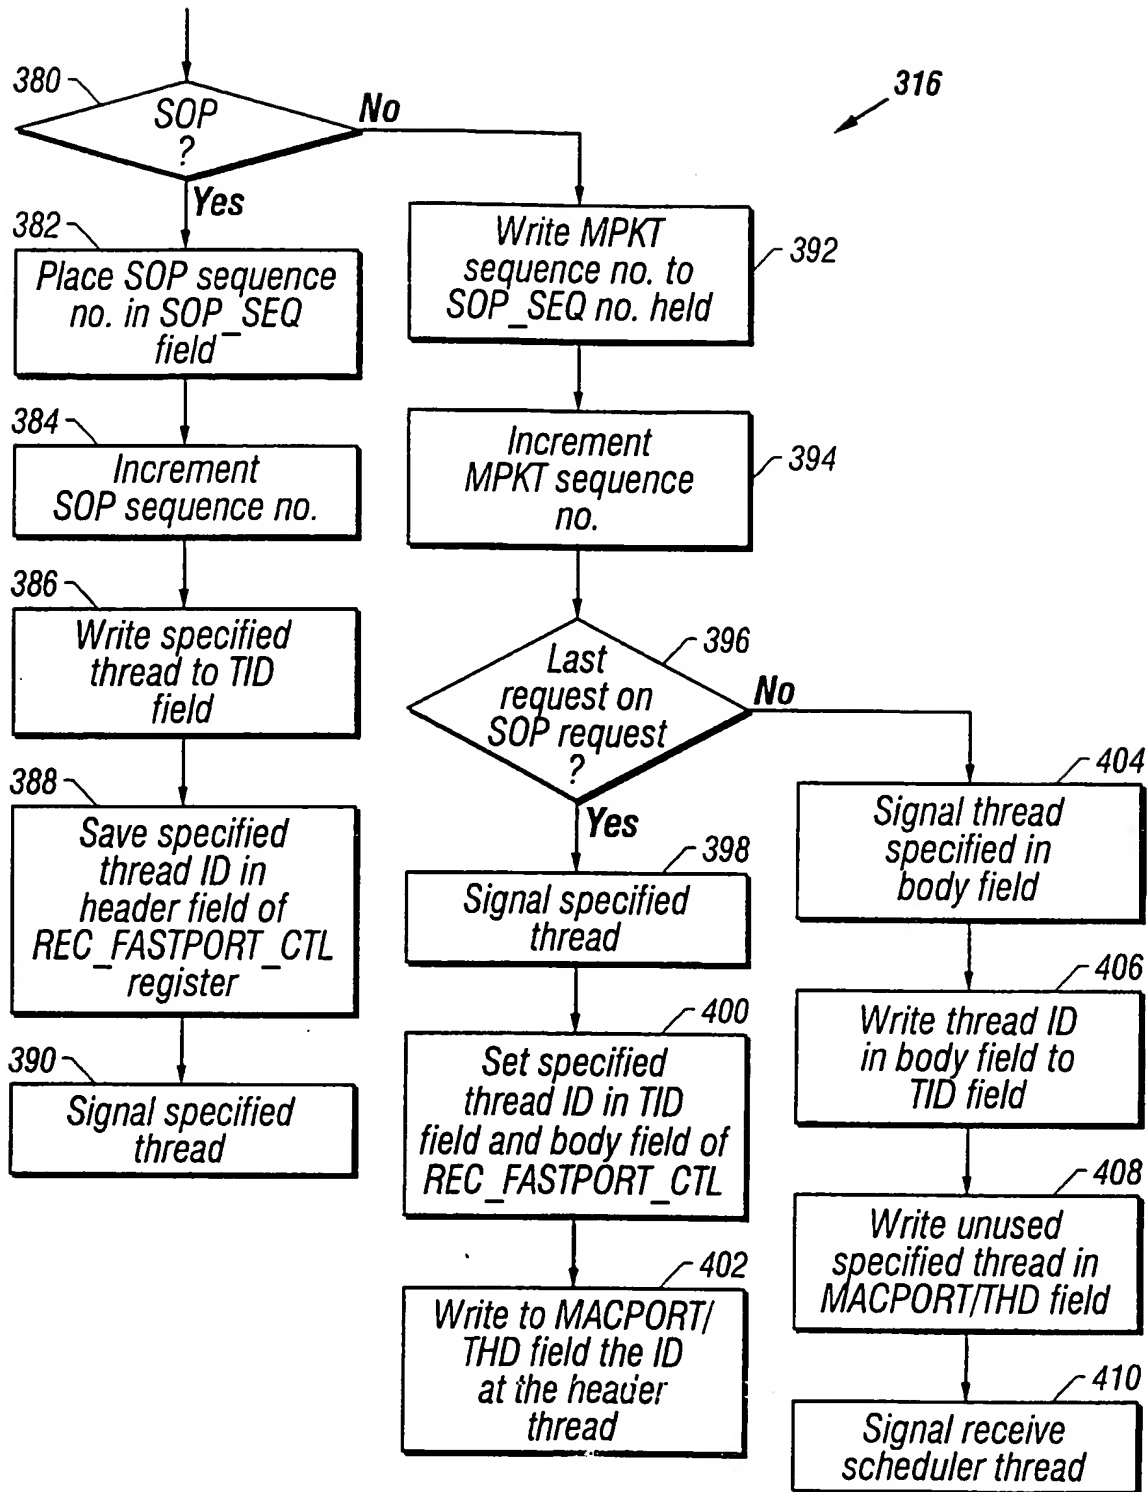 316
380
SOP
?
No
Yes
382
Place SOP sequence
no. in SOP_SEQ
field
384
Increment
SOP sequence no.
386
Write specified
thread to TID
field
388
Save specified
thread ID in
header field of
REC_FASTPORT_CTL
register
390
Signal specified
thread
392
Write MPKT
sequence no. to
SOP_SEQ no. held
394
Increment
MPKT sequence
no.
396
Last
request on
SOP request
?
No
Yes
398
Signal specified
thread
400
Set specified
thread ID in TID
field and body field of
REC_FASTPORT_CTL
402
Write to MACPORT/
THD field the ID
at the header
thread
404
Signal thread
specified in
body field
406
Write thread ID
in body field to
TID field
408
Write unused
specified thread in
MACPORT/THD field
410
Signal receive
scheduler thread